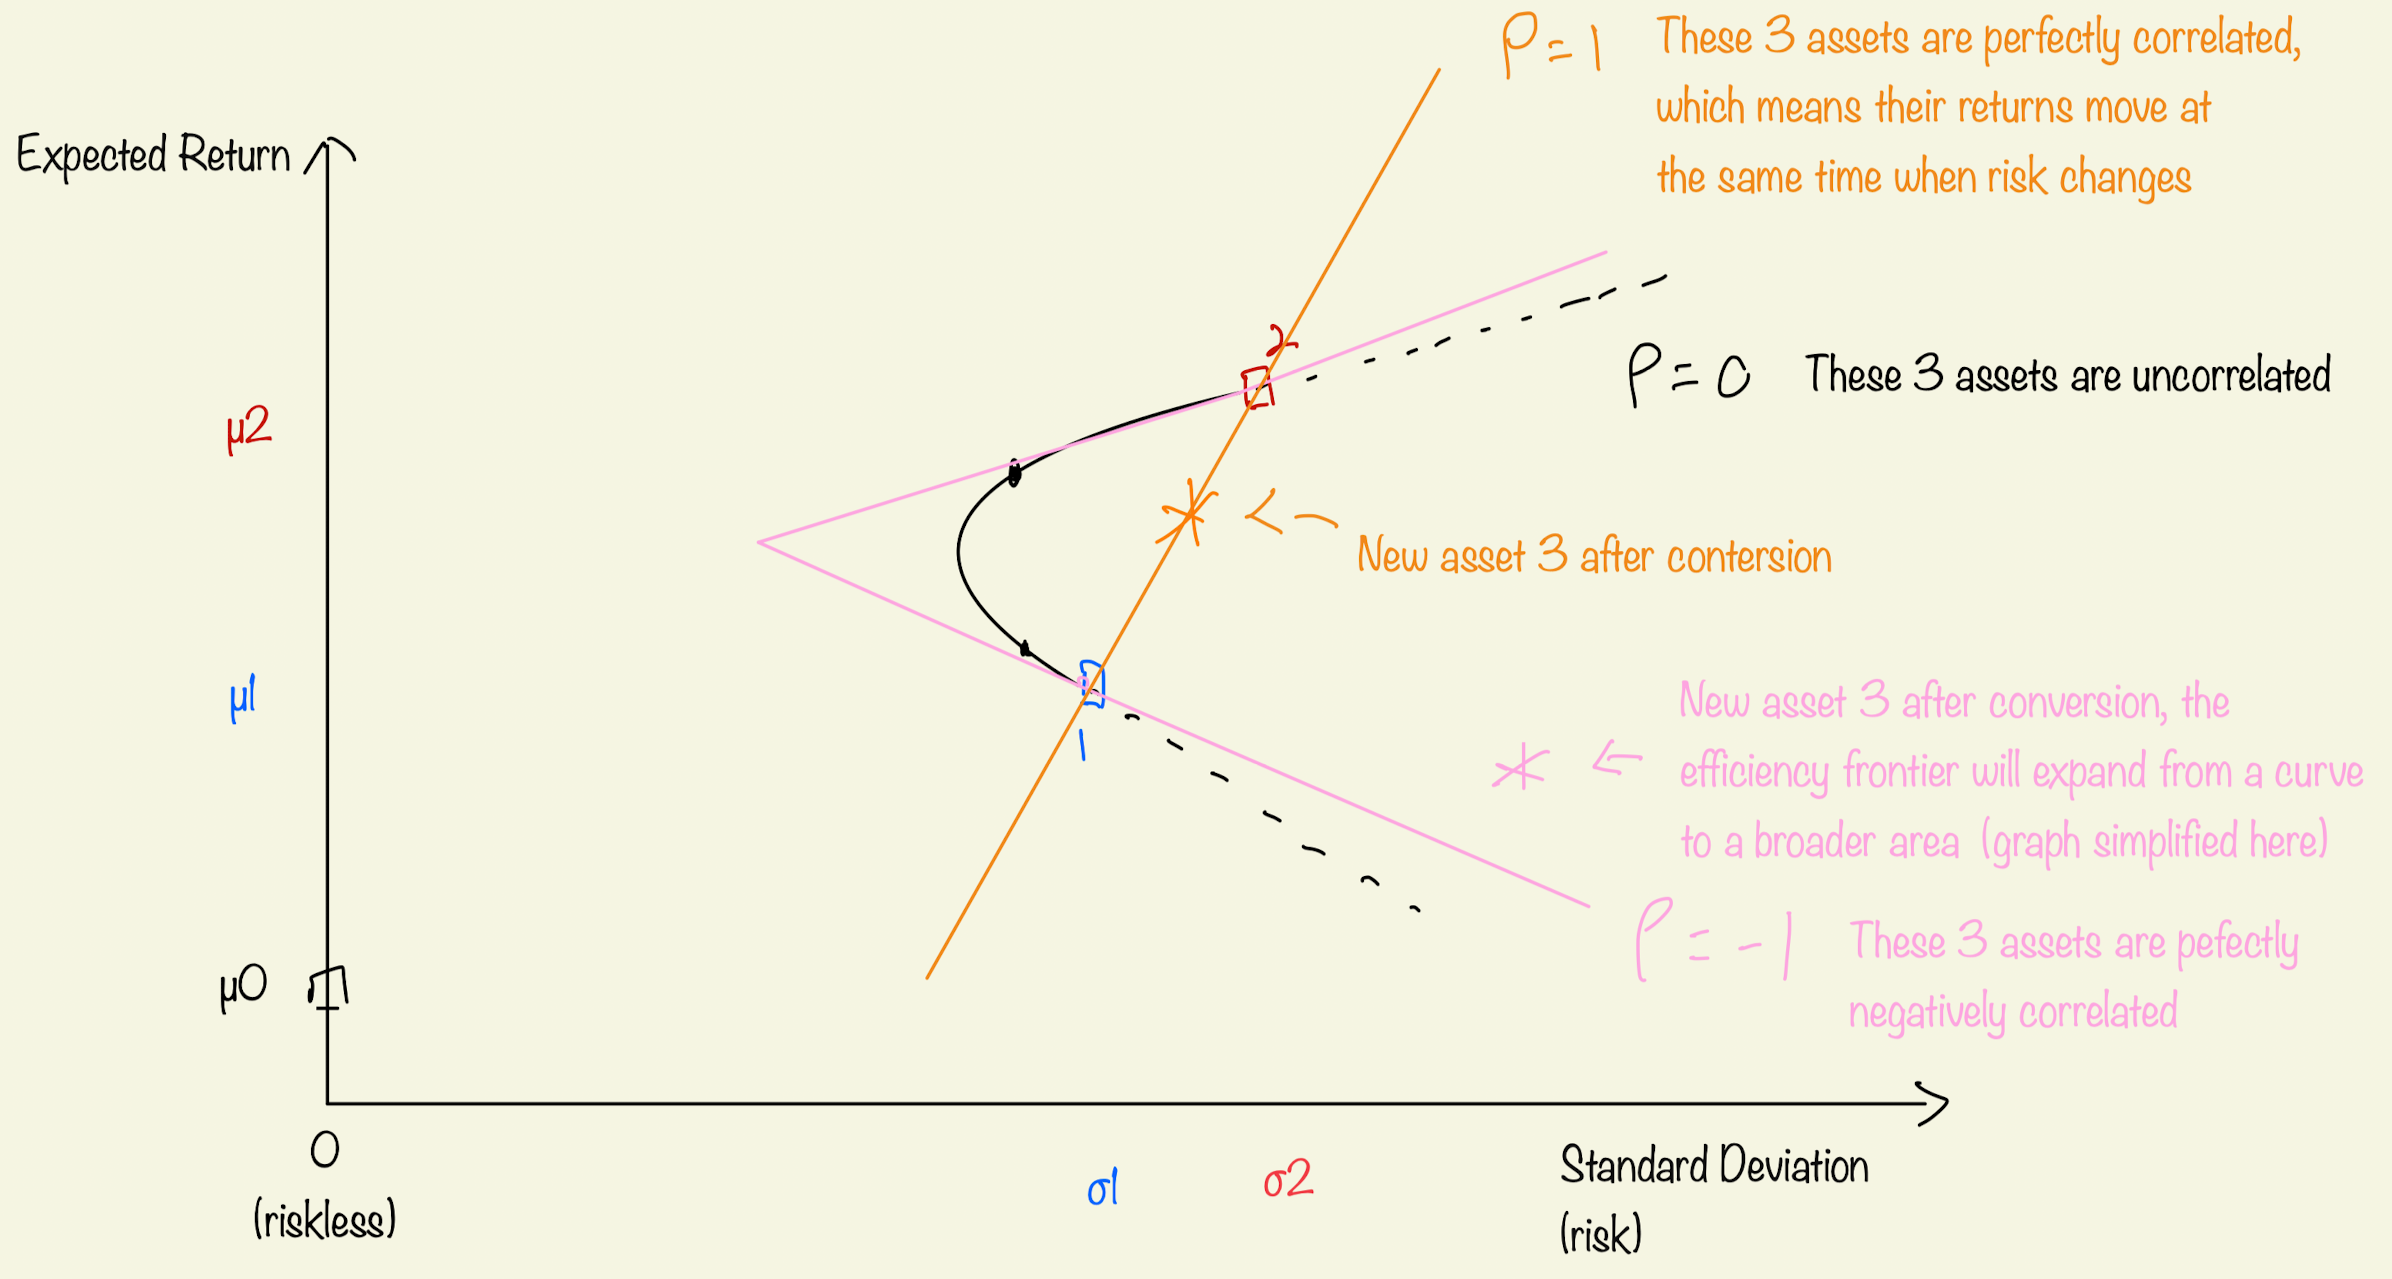 ρ = 1 These 3 assets are perfectly correlated,
which means their returns move at
the same time when risk changes
Expected Return
2
ρ = 0 These 3 assets are uncorrelated
μ2
New asset 3 after contersion
μ1
1
New asset 3 after conversion, the
efficiency frontier will expand from a curve
to a broader area (graph simplified here)
ρ = -1 These 3 assets are pefectly
negatively correlated
μ0
0
(riskless)
σ1
σ2
Standard Deviation
(risk)